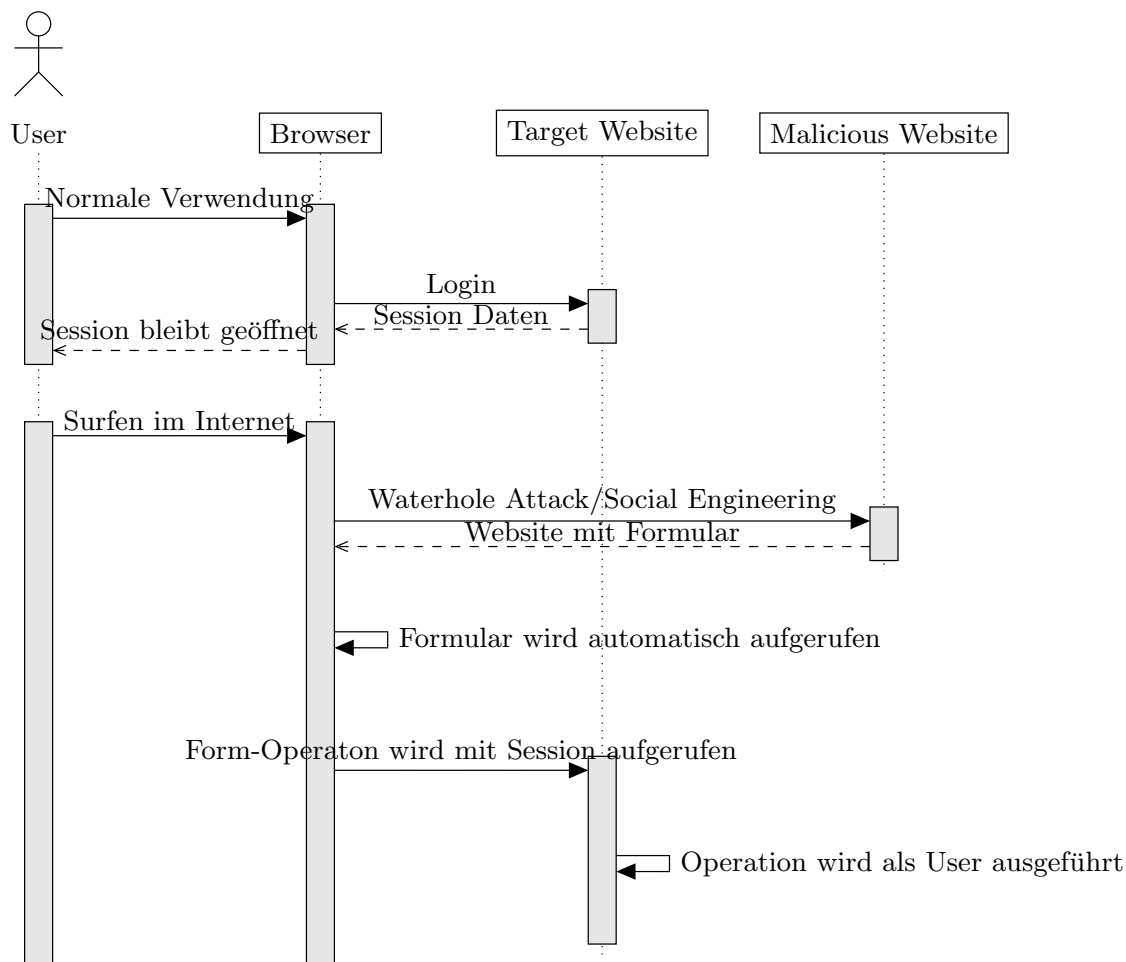 User
Browser
Target Website
Malicious Website
Normale Verwendung
Login
Session Daten
Session bleibt geöffnet
Surfen im Internet
Waterhole Attack/Social Engineering
Website mit Formular
Formular wird automatisch aufgerufen
Form-Operaton wird mit Session aufgerufen
Operation wird als User ausgeführt